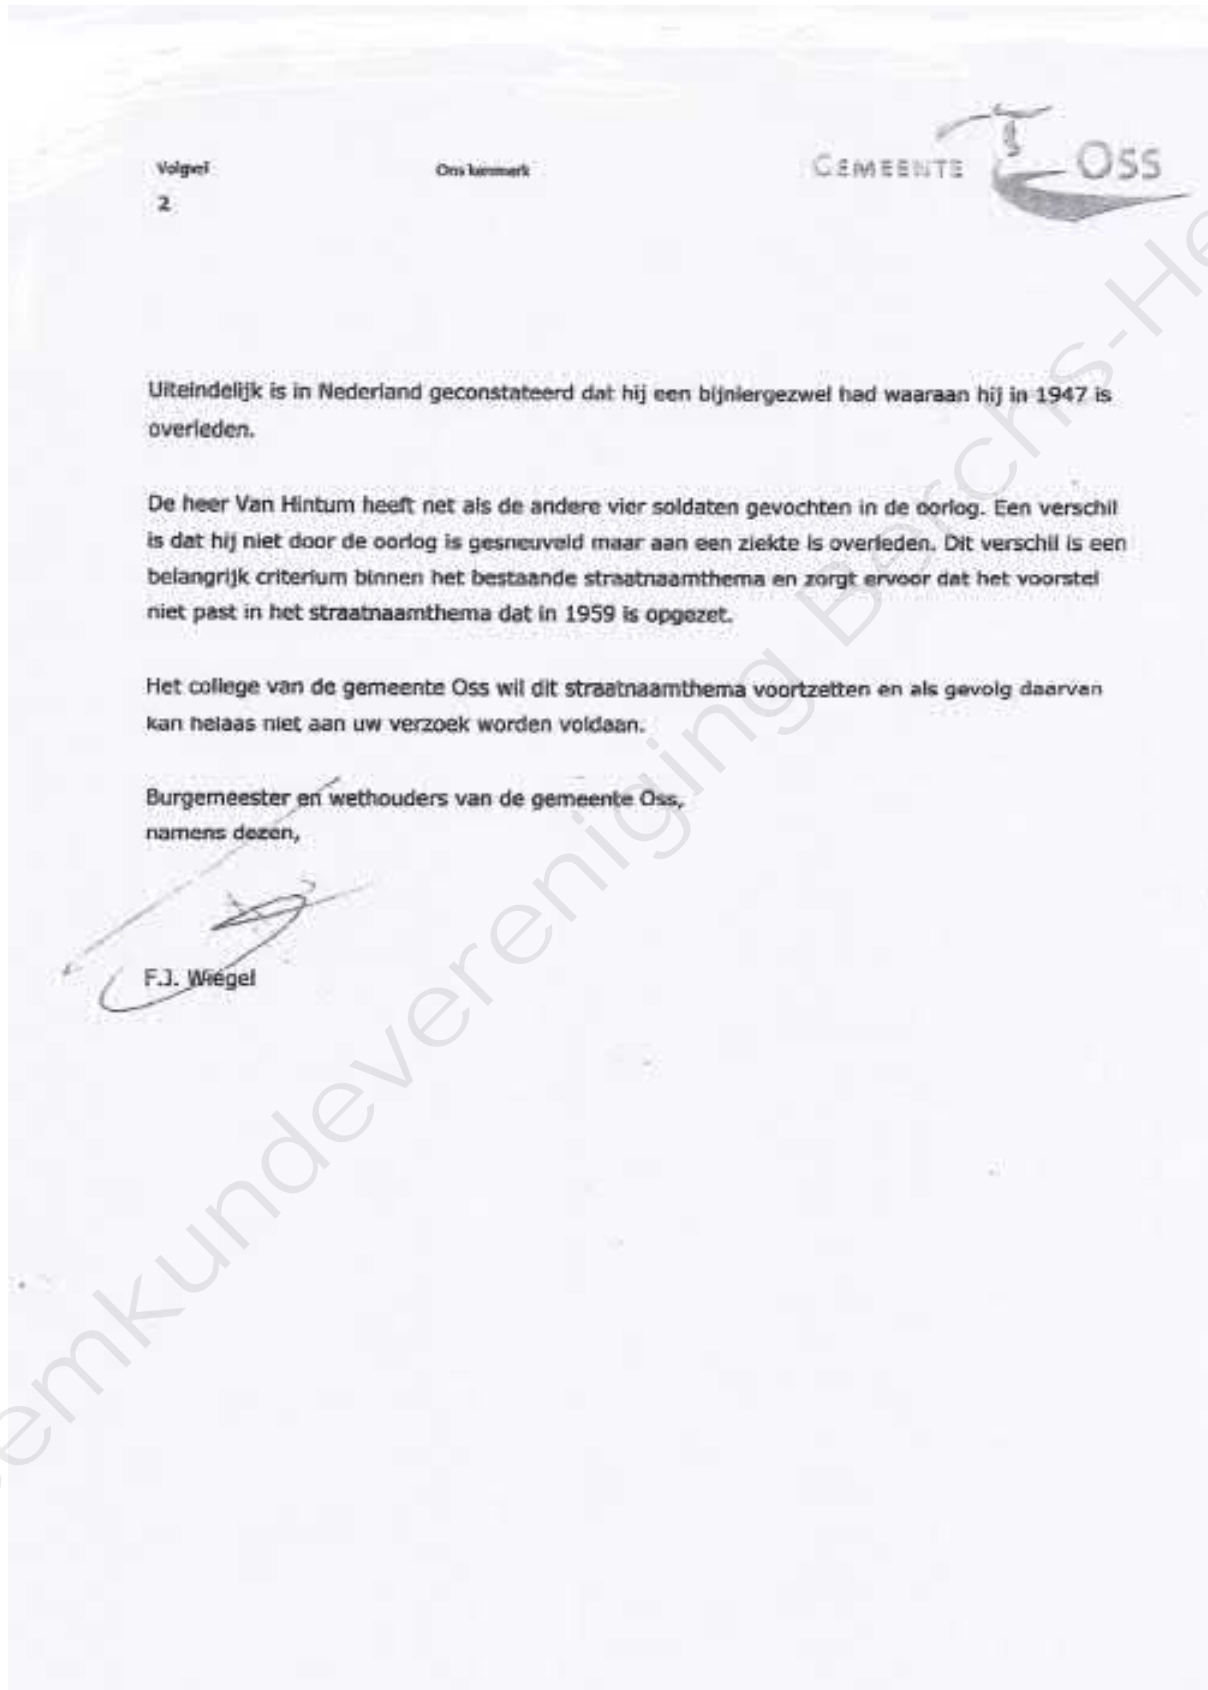 Volgvel
2
Ons kenmerk
GEMEENTE OSS
Uiteindelijk is in Nederland geconstateerd dat hij een bijniergezwel had waaraan hij in 1947 is
overleden.
De heer Van Hintum heeft net als de andere vier soldaten gevochten in de oorlog. Een verschil
is dat hij niet door de oorlog is gesneuveld maar aan een ziekte is overleden. Dit verschil is een
belangrijk criterium binnen het bestaande straatnaamthema en zorgt ervoor dat het voorstel
niet past in het straatnaamthema dat in 1959 is opgezet.
Het college van de gemeente Oss wil dit straatnaamthema voortzetten en als gevolg daarvan
kan helaas niet aan uw verzoek worden voldaan.
Burgemeester en wethouders van de gemeente Oss,
namens dezen,
F.J. Wiegel
emkundevereniging Berchs-He